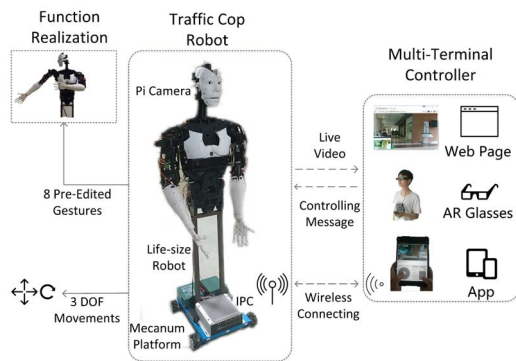 Function
Realization
8 Pre-Edited
Gestures
3 DOF
Movements
Traffic Cop
Robot
Pi Camera
Life-size
Robot
IPC
Mecanum
Platform
Live
Video
Controlling
Message
Wireless
Connecting
Multi-Terminal
Controller
Web Page
AR Glasses
App